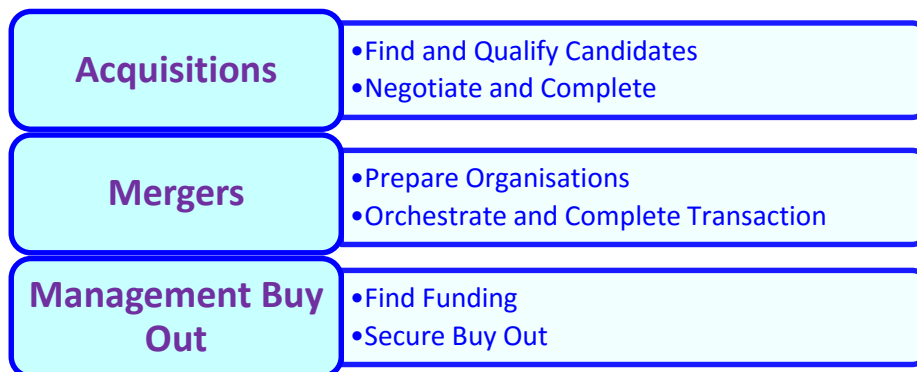 Acquisitions
•Find and Qualify Candidates
•Negotiate and Complete
Mergers
•Prepare Organisations
•Orchestrate and Complete Transaction
Management Buy
Out
•Find Funding
•Secure Buy Out